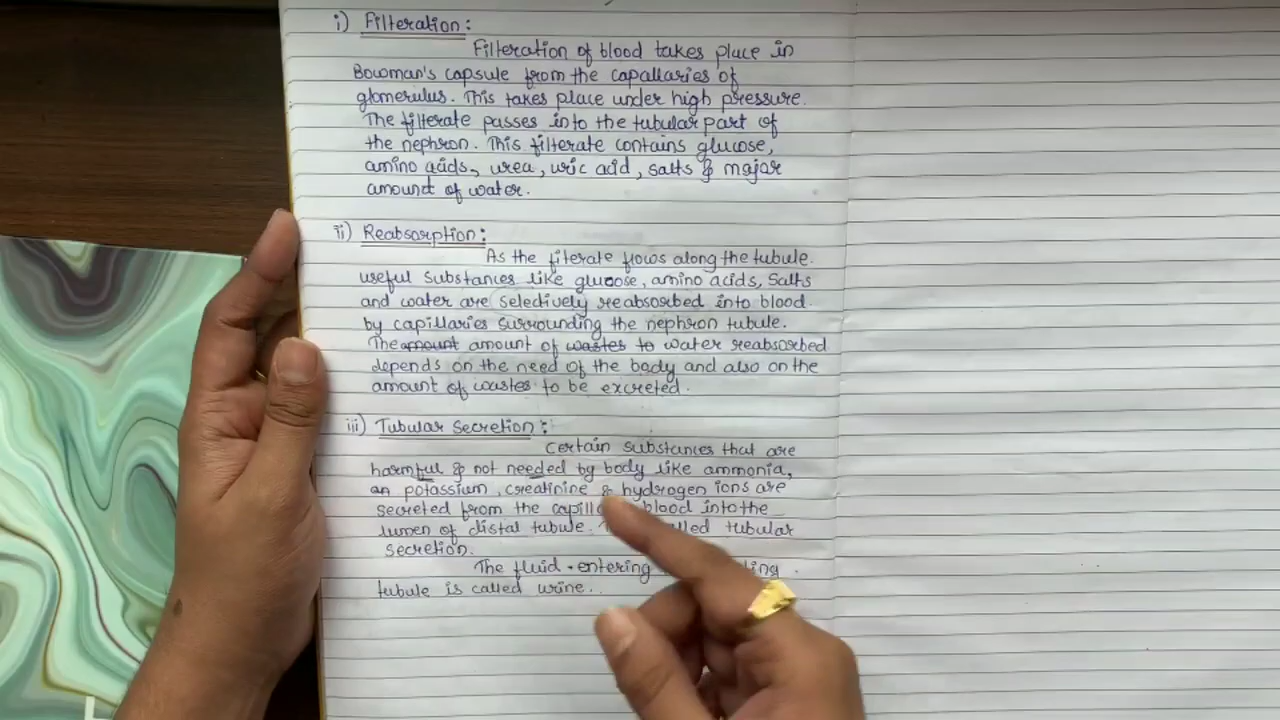 i) Filteration:
Filteration of blood takes place in
Bowman's capsule from the capallaries of
glomerulus. This takes place under high pressure.
The filterate passes into the tubular part of
the nephron. This filterate contains glucose,
amino acids, urea, uric acid, salts & major
amount of water.
ii) Reabsorption:
As the filterate flows along the tubule.
useful substances like glucose, amino acids, Salts
and water are selectively reabsorbed into blood.
by capillaries surrounding the nephron tubule.
The amount amount of wastes to water reabsorbed
depends on the need of the body and also on the
amount of wastes to be excreted.
iii) Tubular Secretion:
Certain substances that are
harmful & not needed by body like ammonia,
an potassium, creatinine & hydrogen ions are
secreted from the blood into the
lumen of distal tubule. tubular
secretion.
The fluid entering
tubule is called urine.